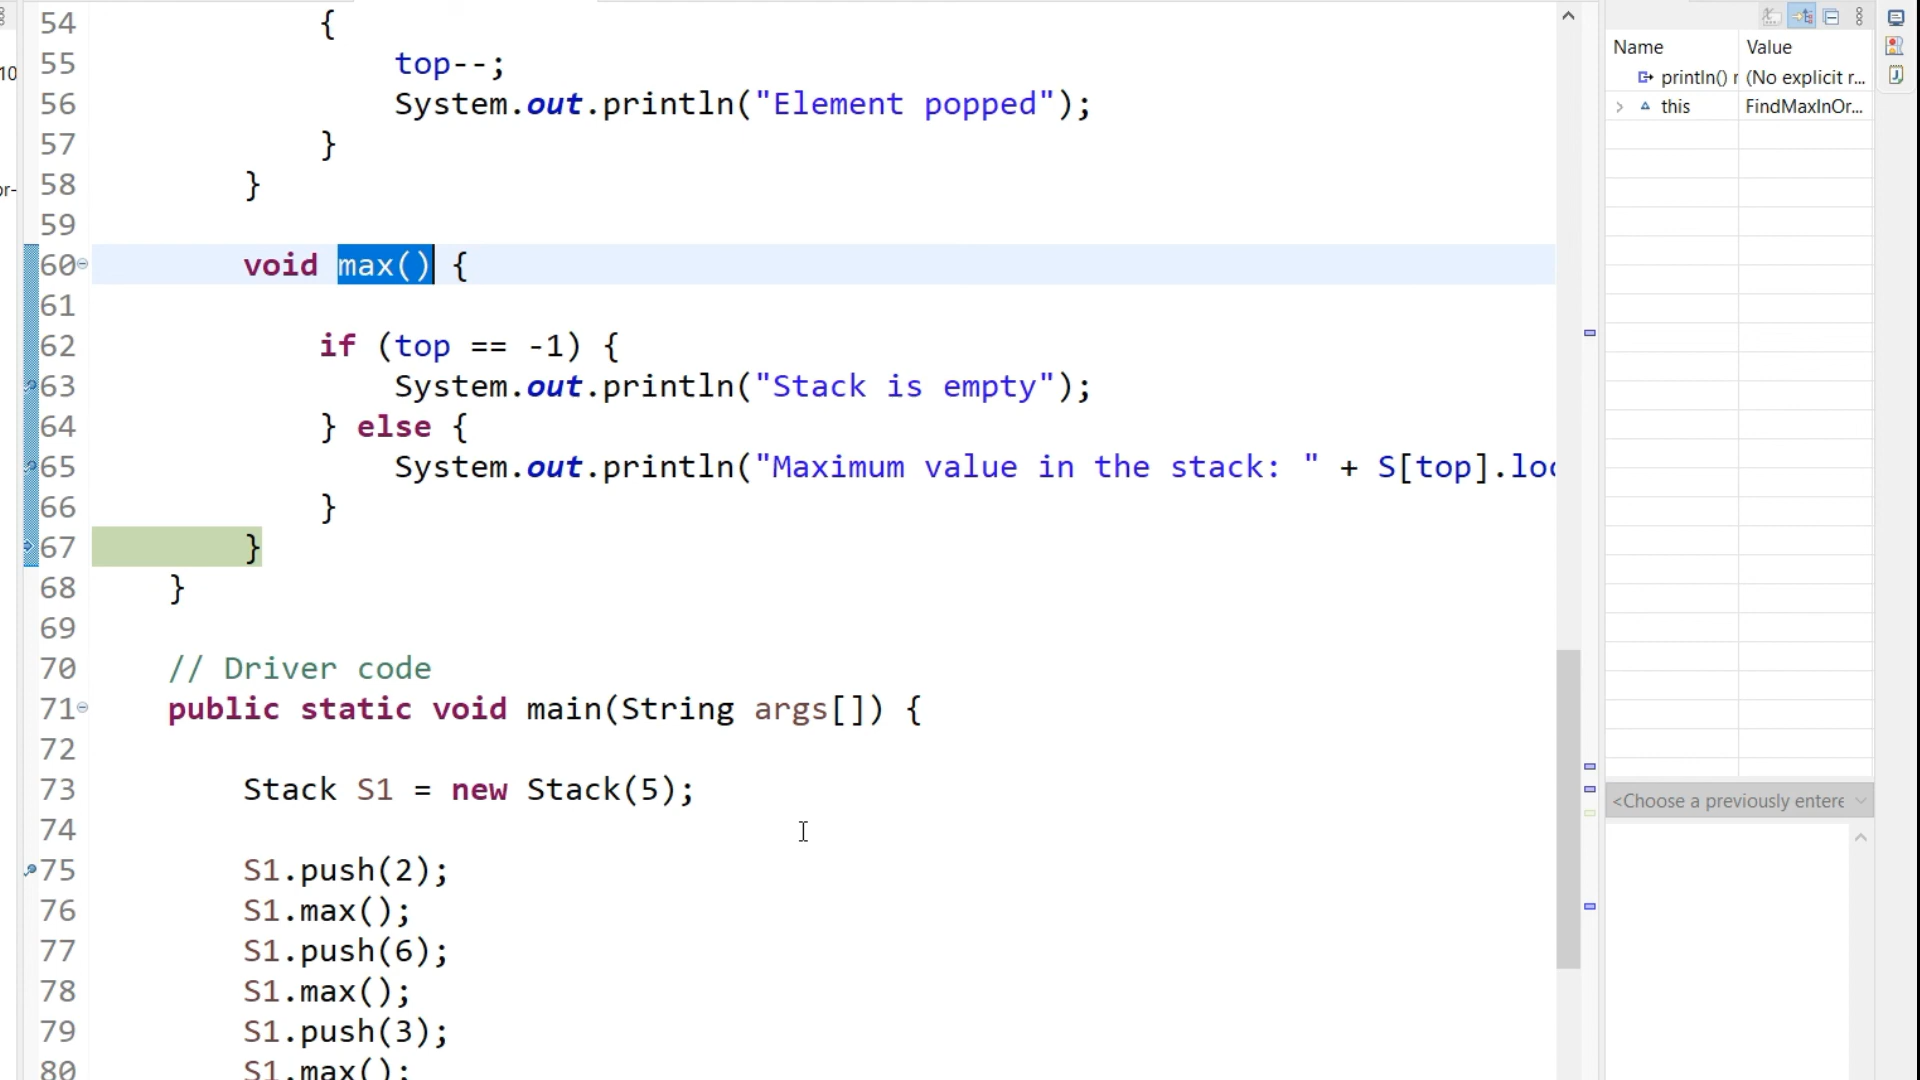 54 {
55 top--;
56 System.out.println("Element popped");
57 }
58 }
59
60 void max() {
61
62 if (top == -1) {
63 System.out.println("Stack is empty");
64 } else {
65 System.out.println("Maximum value in the stack: " + S[top].loc
66 }
67 }
68 }
69
70 // Driver code
71 public static void main(String args[]) {
72
73 Stack S1 = new Stack(5);
74
75 S1.push(2);
76 S1.max();
77 S1.push(6);
78 S1.max();
79 S1.push(3);
80 S1.max();
10
or-
Name Value
println() r (No explicit r...
this FindMaxInOr...
<Choose a previously entere